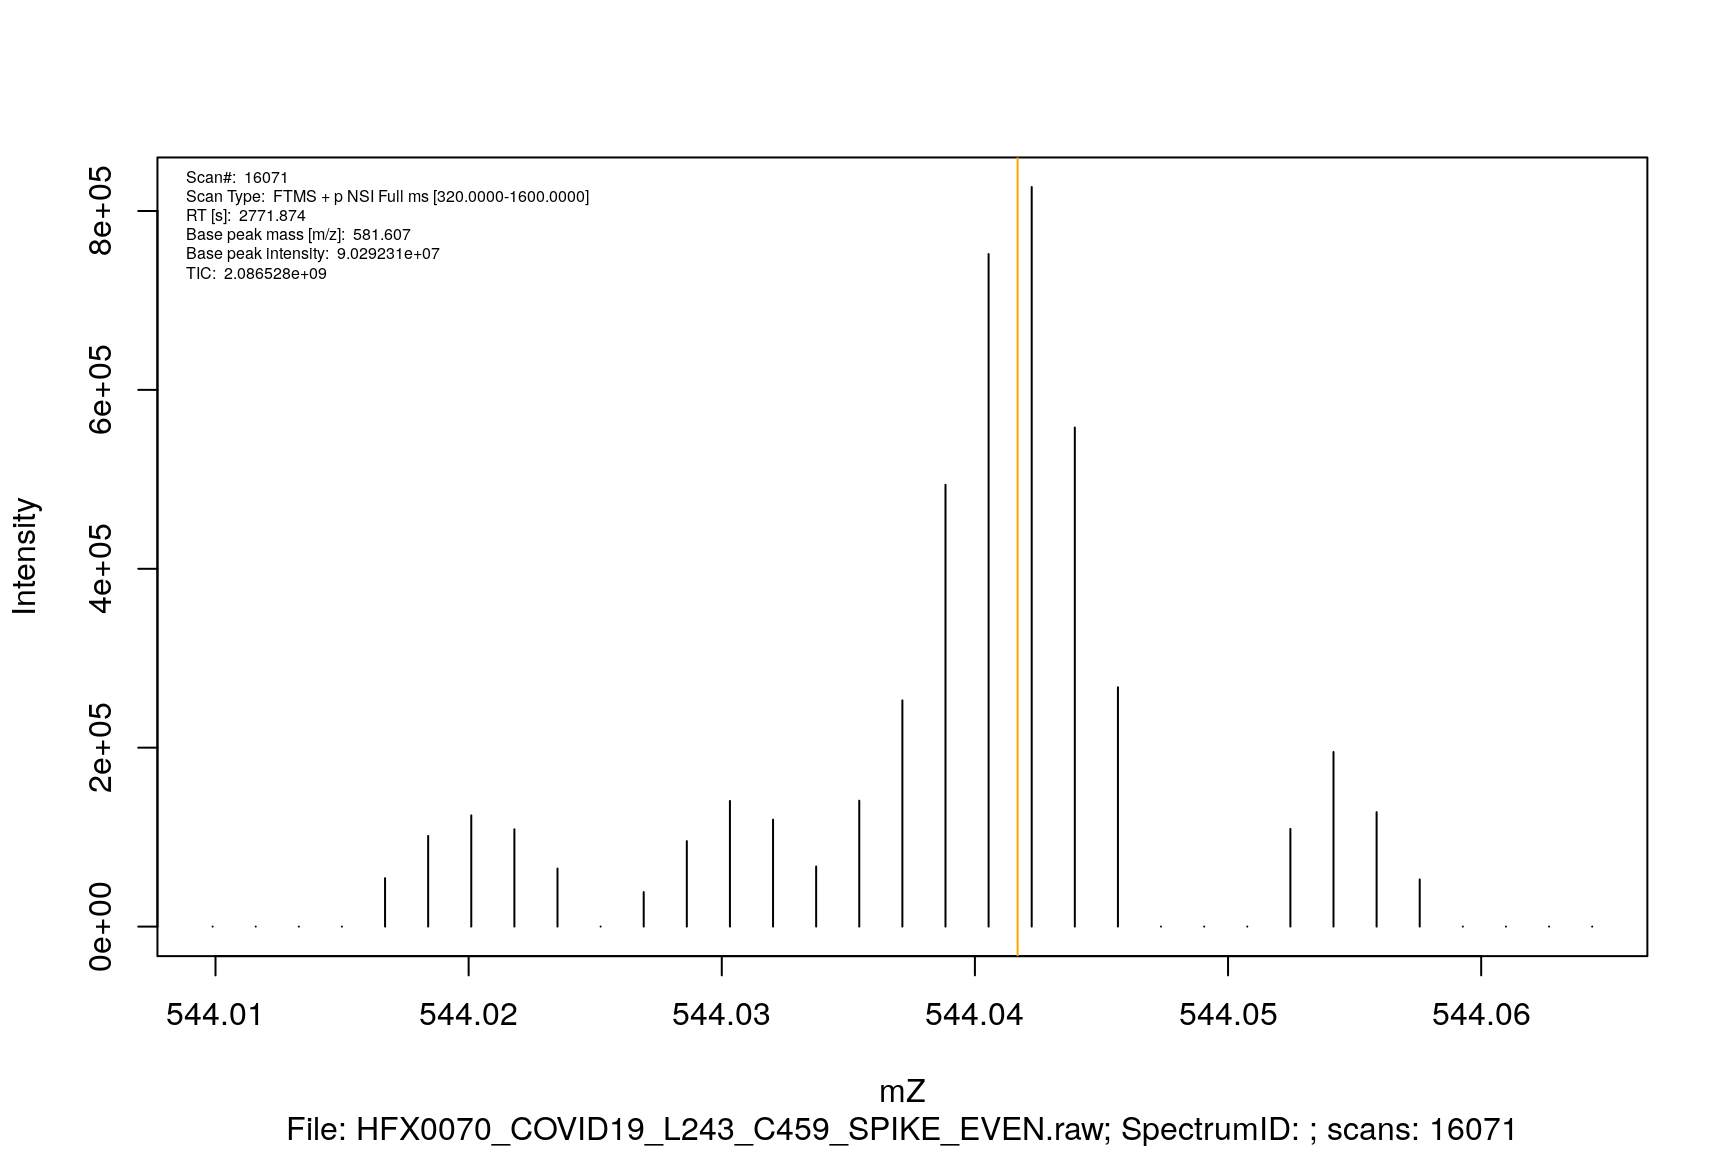 Scan#: 16071
Scan Type: FTMS + p NSI Full ms [320.0000-1600.0000]
RT [s]: 2771.874
Base peak mass [m/z]: 581.607
Base peak intensity: 9.029231e+07
TIC: 2.086528e+09
8e+05
6e+05
4e+05
2e+05
0e+00
Intensity
544.01 544.02 544.03 544.04 544.05 544.06
mZ
File: HFX0070_COVID19_L243_C459_SPIKE_EVEN.raw; SpectrumID: ; scans: 16071